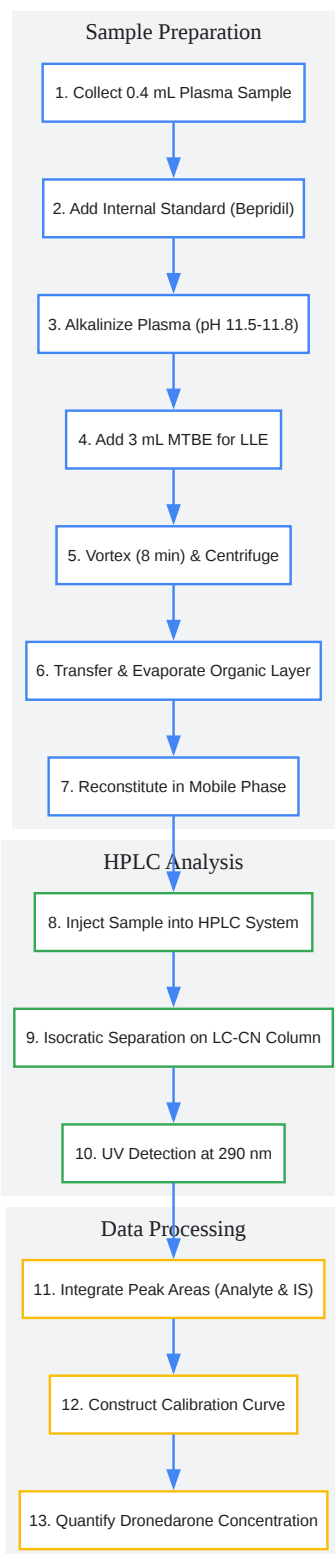 Sample Preparation
1. Collect 0.4 mL Plasma Sample
2. Add Internal Standard (Bepridil)
3. Alkalinize Plasma (pH 11.5-11.8)
4. Add 3 mL MTBE for LLE
5. Vortex (8 min) & Centrifuge
6. Transfer & Evaporate Organic Layer
7. Reconstitute in Mobile Phase
HPLC Analysis
8. Inject Sample into HPLC System
9. Isocratic Separation on LC-CN Column
10. UV Detection at 290 nm
Data Processing
11. Integrate Peak Areas (Analyte & IS)
12. Construct Calibration Curve
13. Quantify Dronedarone Concentration